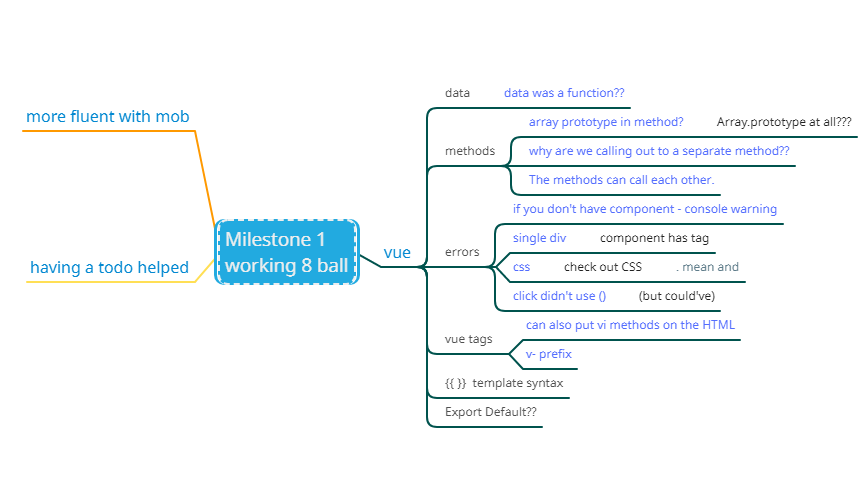 more fluent with mob
having a todo helped
Milestone 1
working 8 ball
vue
data data was a function??
methods
array prototype in method? Array.prototype at all???
why are we calling out to a separate method??
The methods can call each other.
errors
if you don't have component - console warning
single div component has tag
css check out CSS . mean and
click didn't use () (but could've)
vue tags
can also put vi methods on the HTML
v- prefix
{{ }} template syntax
Export Default??